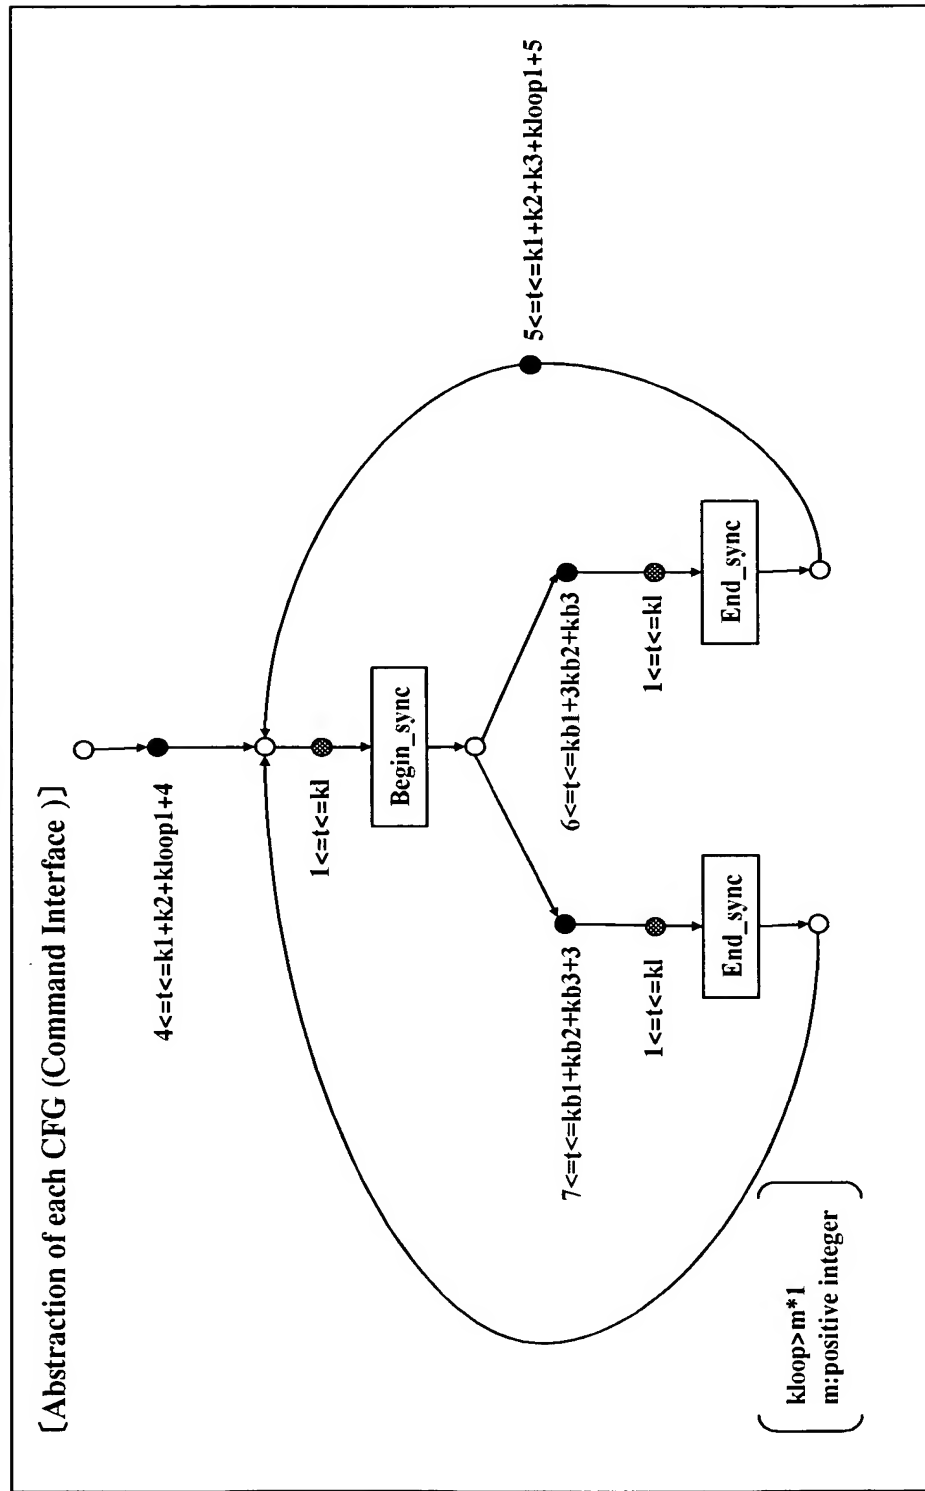 [Abstraction of each CFG (Command Interface )]
4<=t<=k1+k2+kloop1+4
1<=t<=kl
Begin_sync
5<=t<=k1+k2+k3+kloop1+5
7<=t<=kb1+kb2+kb3+3
6<=t<=kb1+3kb2+kb3
1<=t<=kl
1<=t<=kl
End_sync
End_sync
kloop>m*1
m:positive integer